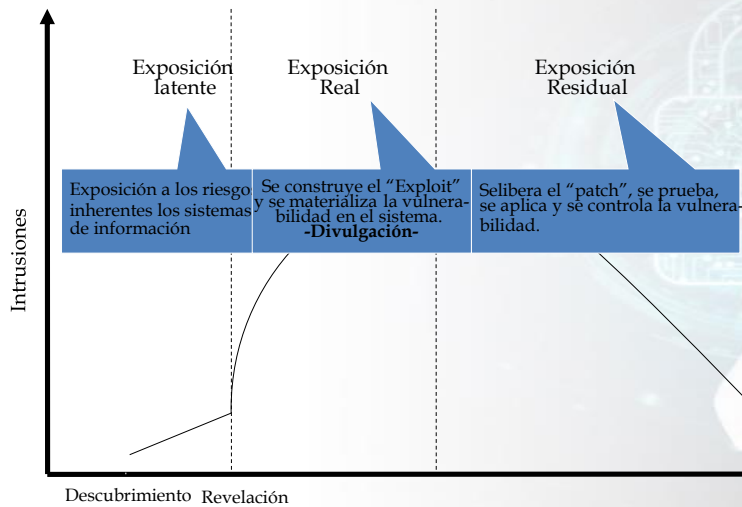 Exposición
latente
Exposición
Real
Exposición
Residual
Exposición a los riesgo
inherentes los sistemas
de información
Se construye el “Exploit”
y se materializa la vulnera-
bilidad en el sistema.
-Divulgación-
Selibera el “patch”, se prueba,
se aplica y se controla la vulnera-
bilidad.
Intrusiones
Descubrimiento Revelación